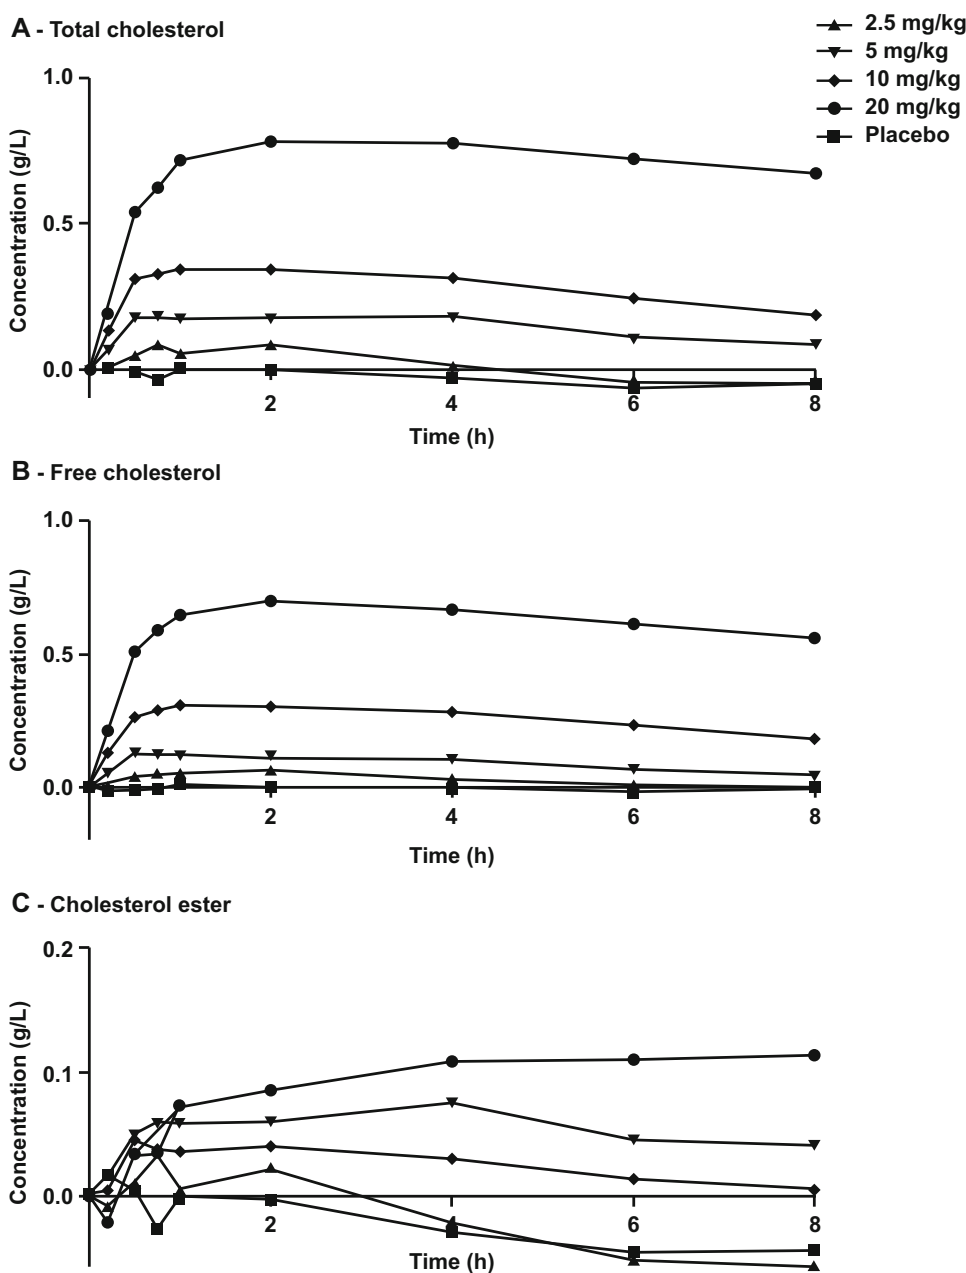 A - Total cholesterol
2.5 mg/kg
5 mg/kg
10 mg/kg
20 mg/kg
Placebo
1.0
0.5
0.0
Concentration (g/L)
2 4 6 8
Time (h)
B - Free cholesterol
1.0
0.5
0.0
Concentration (g/L)
2 4 6 8
Time (h)
C - Cholesterol ester
0.2
0.1
0.0
Concentration (g/L)
2 4 6 8
Time (h)